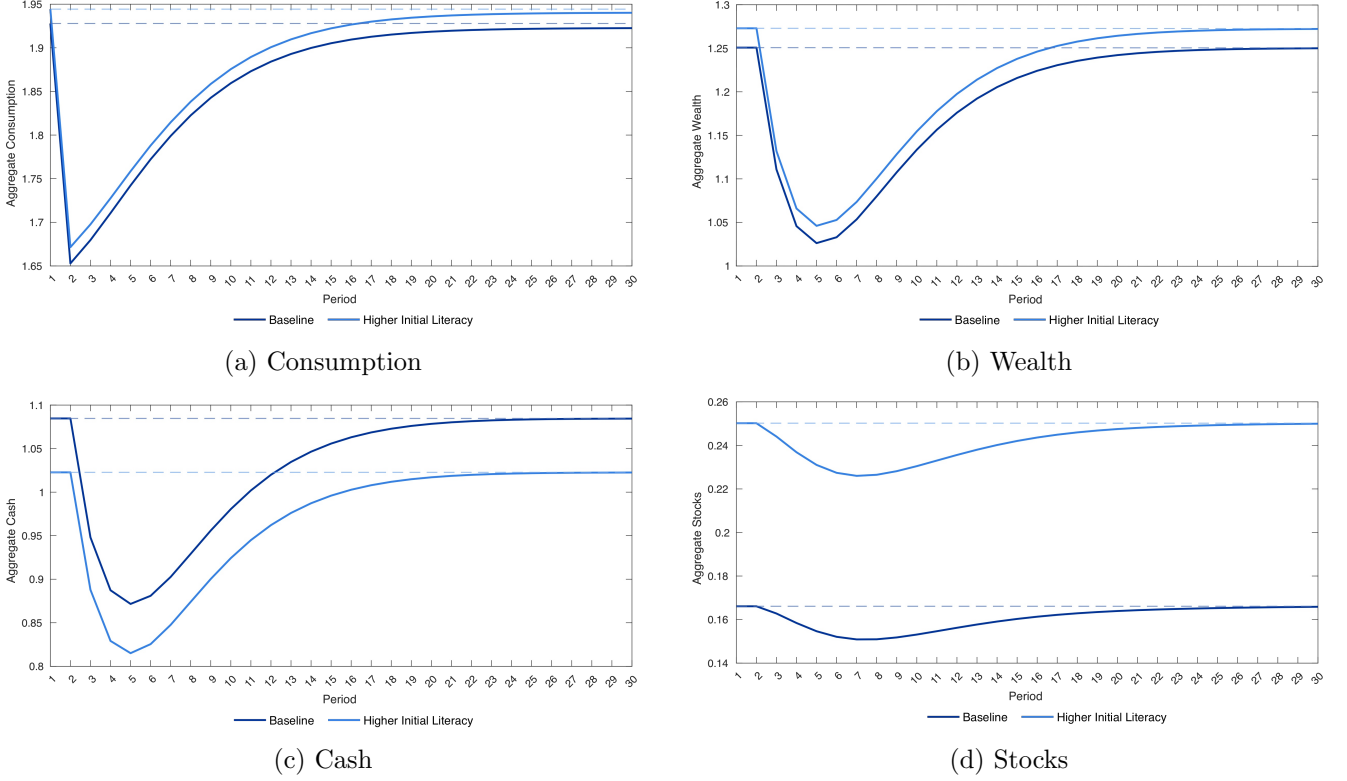 1.95
1.9
1.85
1.8
1.75
1.7
1.65
Aggregate Consumption
1 2 3 4 5 6 7 8 9 10 11 12 13 14 15 16 17 18 19 20 21 22 23 24 25 26 27 28 29 30
Period
Baseline Higher Initial Literacy
(a) Consumption
1.3
1.25
1.2
1.15
1.1
1.05
1
Aggregate Wealth
1 2 3 4 5 6 7 8 9 10 11 12 13 14 15 16 17 18 19 20 21 22 23 24 25 26 27 28 29 30
Period
Baseline Higher Initial Literacy
(b) Wealth
1.1
1.05
1
0.95
0.9
0.85
0.8
Aggregate Cash
1 2 3 4 5 6 7 8 9 10 11 12 13 14 15 16 17 18 19 20 21 22 23 24 25 26 27 28 29 30
Period
Baseline Higher Initial Literacy
(c) Cash
0.26
0.24
0.22
0.2
0.18
0.16
0.14
Aggregate Stocks
1 2 3 4 5 6 7 8 9 10 11 12 13 14 15 16 17 18 19 20 21 22 23 24 25 26 27 28 29 30
Period
Baseline Higher Initial Literacy
(d) Stocks